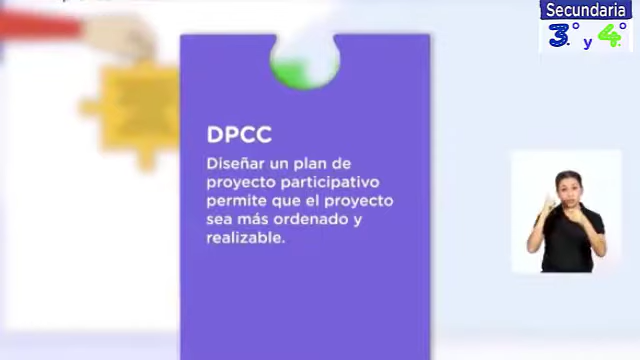 Secundaria
3.° y 4.°
DPCC
Diseñar un plan de
proyecto participativo
permite que el proyecto
sea más ordenado y
realizable.